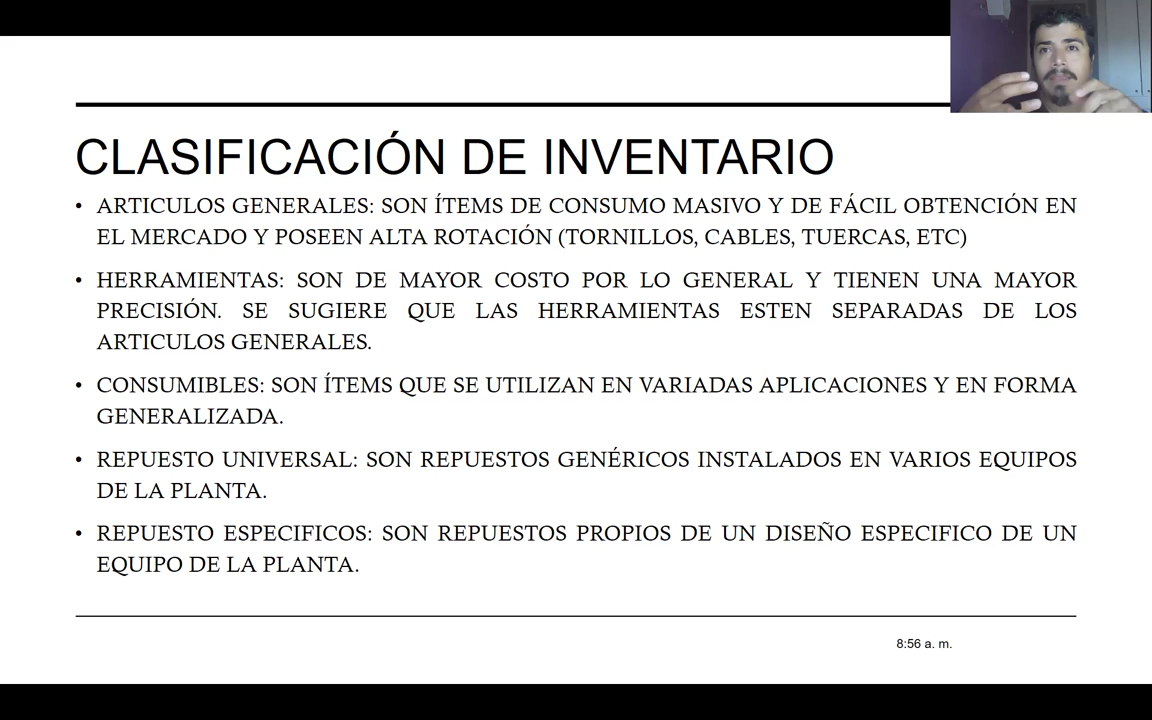 CLASIFICACIÓN DE INVENTARIO
• ARTICULOS GENERALES: SON ÍTEMS DE CONSUMO MASIVO Y DE FÁCIL OBTENCIÓN EN
EL MERCADO Y POSEEN ALTA ROTACIÓN (TORNILLOS, CABLES, TUERCAS, ETC)
• HERRAMIENTAS: SON DE MAYOR COSTO POR LO GENERAL Y TIENEN UNA MAYOR
PRECISIÓN. SE SUGIERE QUE LAS HERRAMIENTAS ESTEN SEPARADAS DE LOS
ARTICULOS GENERALES.
• CONSUMIBLES: SON ÍTEMS QUE SE UTILIZAN EN VARIADAS APLICACIONES Y EN FORMA
GENERALIZADA.
• REPUESTO UNIVERSAL: SON REPUESTOS GENÉRICOS INSTALADOS EN VARIOS EQUIPOS
DE LA PLANTA.
• REPUESTO ESPECIFICOS: SON REPUESTOS PROPIOS DE UN DISEÑO ESPECIFICO DE UN
EQUIPO DE LA PLANTA.
8:56 a. m.